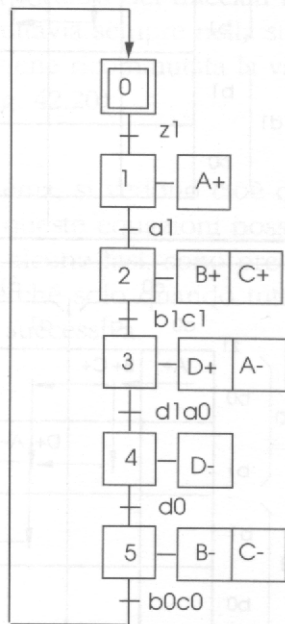 0
z1
1 A+
a1
2 B+ C+
b1c1
3 D+ A-
d1a0
4 D-
d0
5 B- C-
b0c0